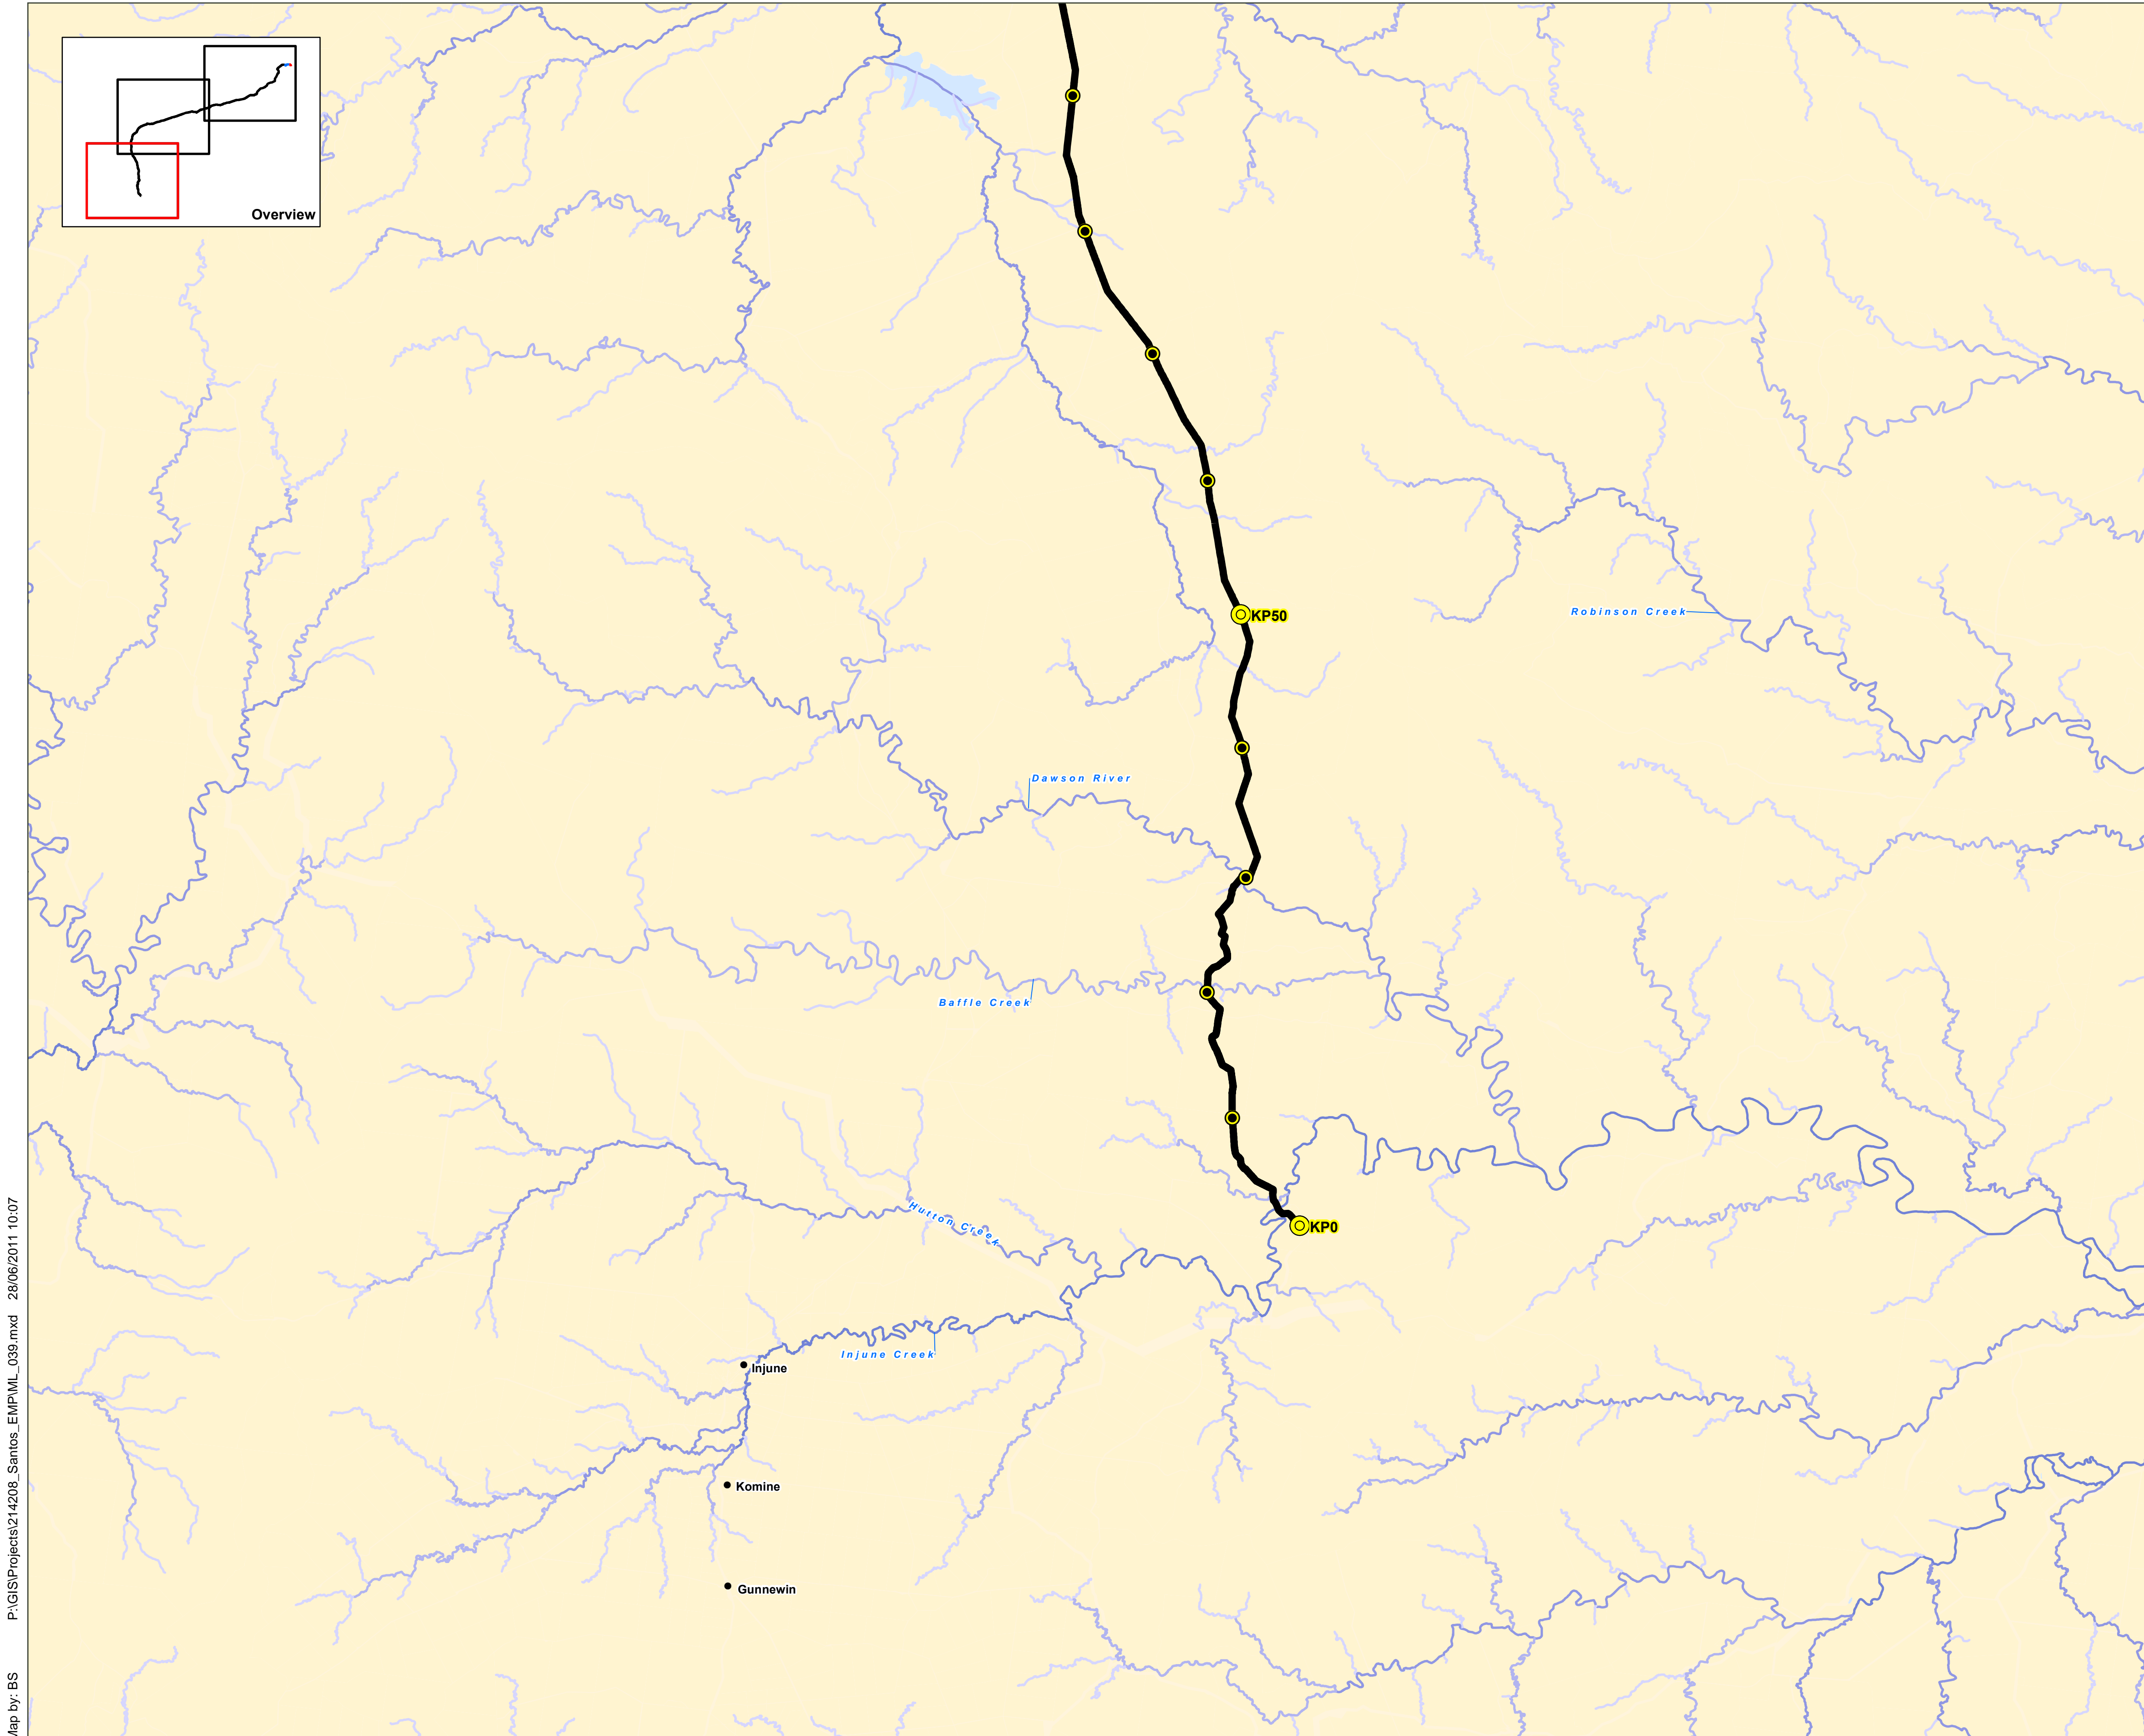 Overview
KP50
Robinson Creek
Dawson River
Baffle Creek
Hutton Creek
KP0
Injune Creek
Injune
Komine
Gunnewin
Map by: BS P:\GIS\Projects\214208_Santos_EMP\ML_039.mxd 28/06/2011 10:07